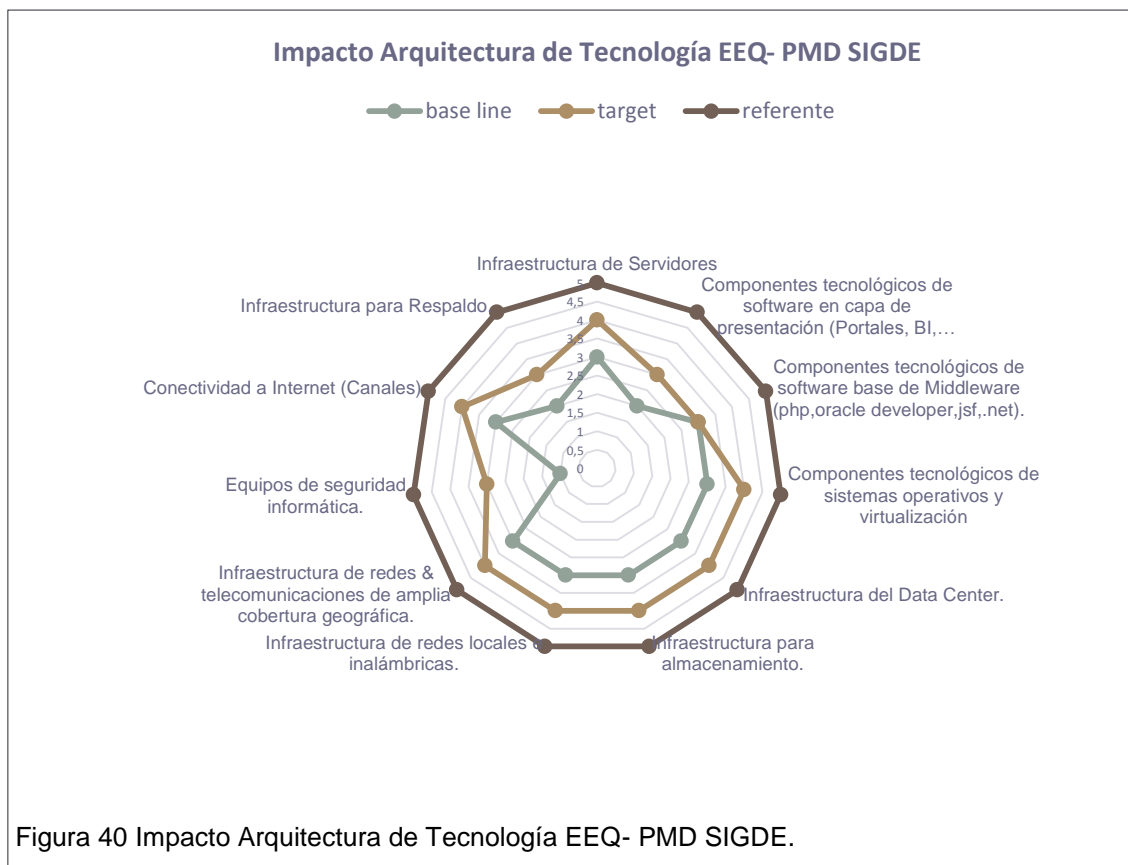 Impacto Arquitectura de Tecnología EEQ- PMD SIGDE
base line
target
referente
Infraestructura de Servidores
Componentes tecnológicos de
software en capa de
presentación (Portales, BI,…
Componentes tecnológicos de
software base de Middleware
(php,oracle developer,jsf,.net).
Componentes tecnológicos de
sistemas operativos y
virtualización
Infraestructura del Data Center.
Infraestructura para
almacenamiento.
Infraestructura de redes locales
inalámbricas.
Infraestructura de redes &
telecomunicaciones de amplia
cobertura geográfica.
Equipos de seguridad
informática.
Conectividad a Internet (Canales)
Infraestructura para Respaldo
5
4,5
4
3,5
3
2,5
2
1,5
1
0,5
0
Figura 40 Impacto Arquitectura de Tecnología EEQ- PMD SIGDE.